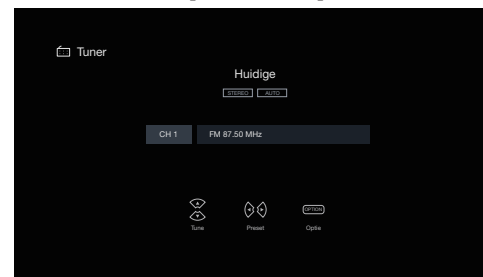 Tuner
Huidige
STEREO AUTO
CH 1 FM 87.50 MHz
OPTION
Tune Preset Optie